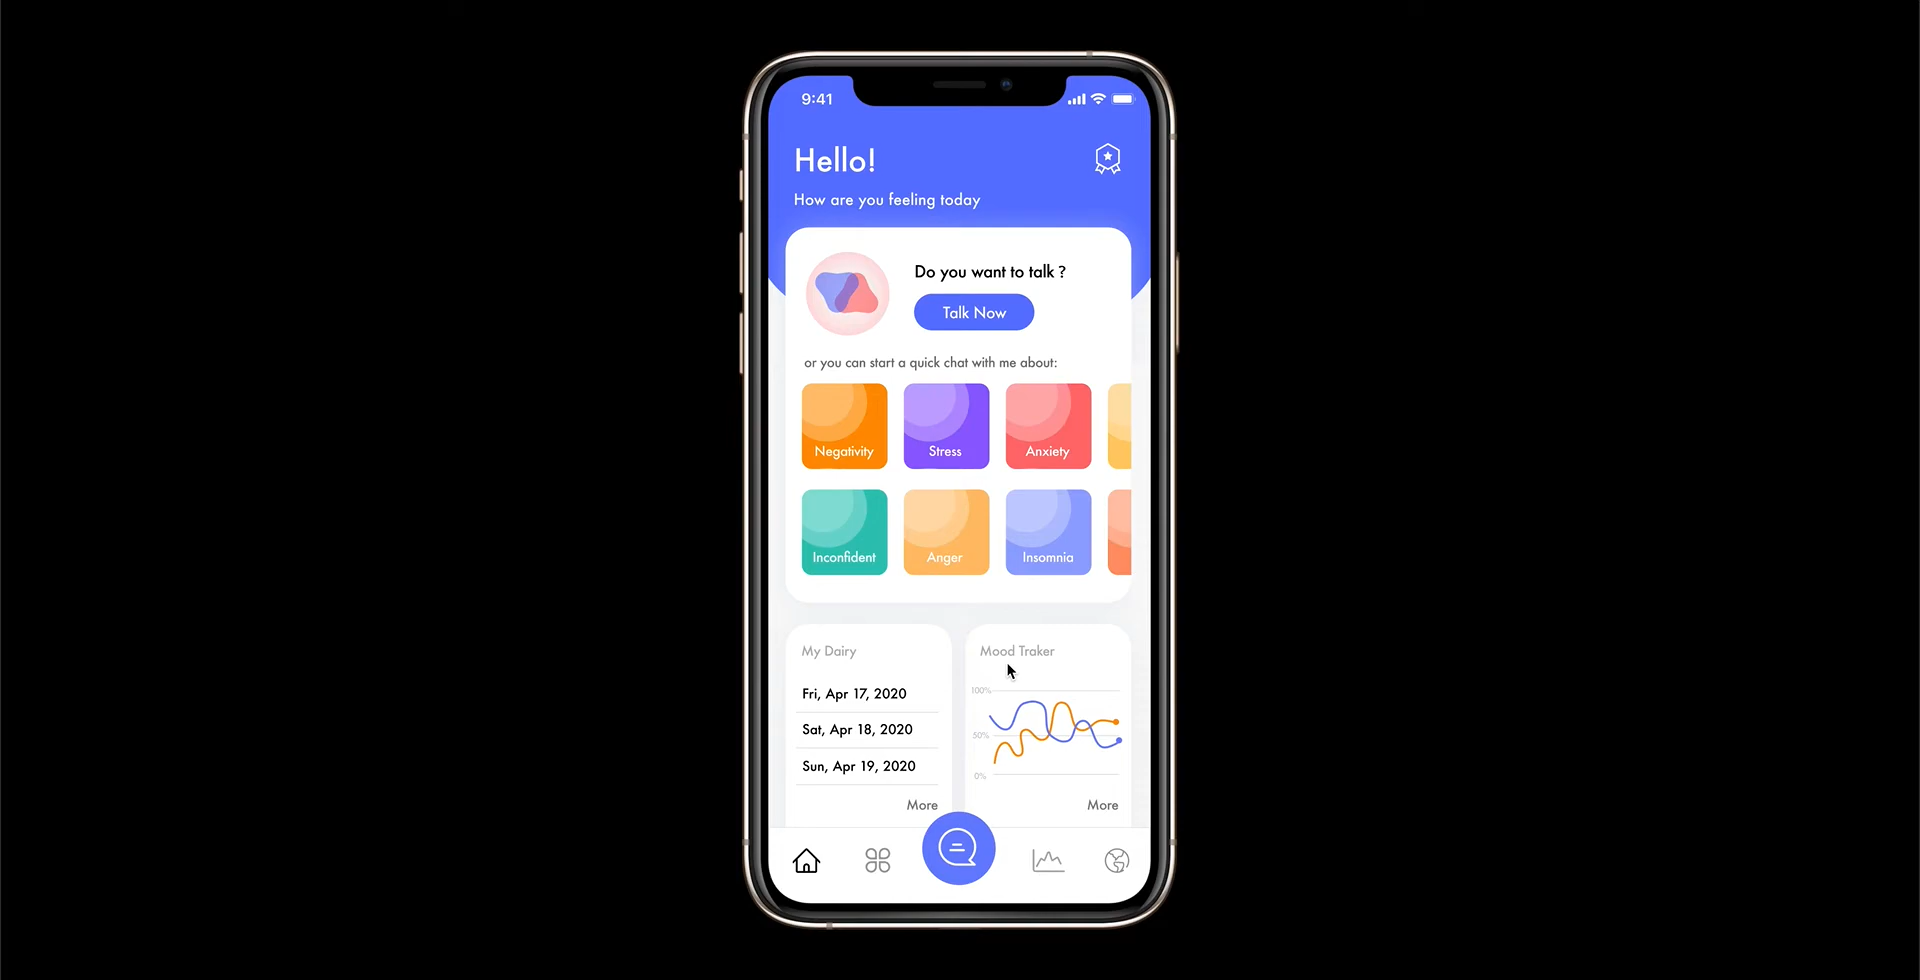 9:41
Hello!
How are you feeling today
Do you want to talk ?
Talk Now
or you can start a quick chat with me about:
Negativity
Stress
Anxiety
Inconfident
Anger
Insomnia
My Dairy
Fri, Apr 17, 2020
Sat, Apr 18, 2020
Sun, Apr 19, 2020
More
Mood Traker
100%
50%
0%
More